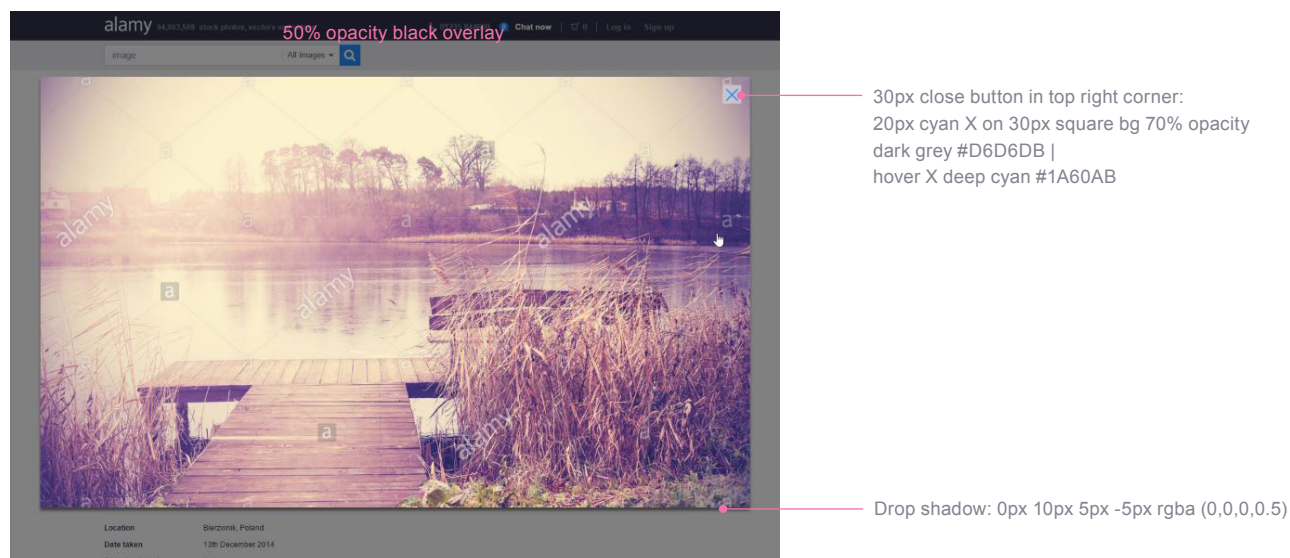 alamy
50% opacity black overlay
Chat now
0
Log in
Sign up
image
All images
a
a
a
a
30px close button in top right corner:
20px cyan X on 30px square bg 70% opacity
dark grey #D6D6DB |
hover X deep cyan #1A60AB
alamy
a
alamy
a
a
alamy
a
alamy
Drop shadow: 0px 10px 5px -5px rgba (0,0,0,0.5)
Location
Bierzwnik, Poland
Date taken
13th December 2014